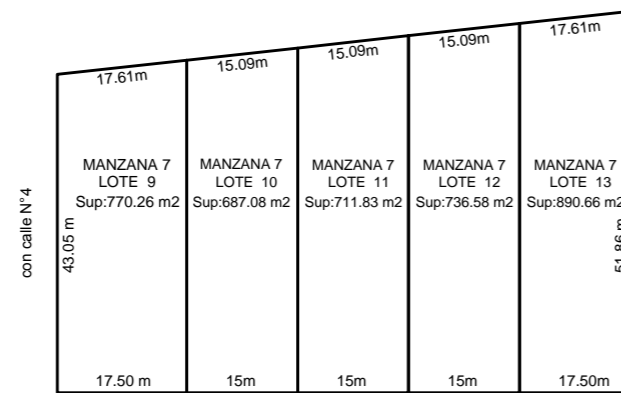 17.61m
15.09m
15.09m
15.09m
17.61m
MANZANA 7
LOTE 9
Sup:770.26 m2
MANZANA 7
LOTE 10
Sup:687.08 m2
MANZANA 7
LOTE 11
Sup:711.83 m2
MANZANA 7
LOTE 12
Sup:736.58 m2
MANZANA 7
LOTE 13
Sup:890.66 m2
con calle N°4
43.05 m
51.86 m
17.50 m
15m
15m
15m
17.50m